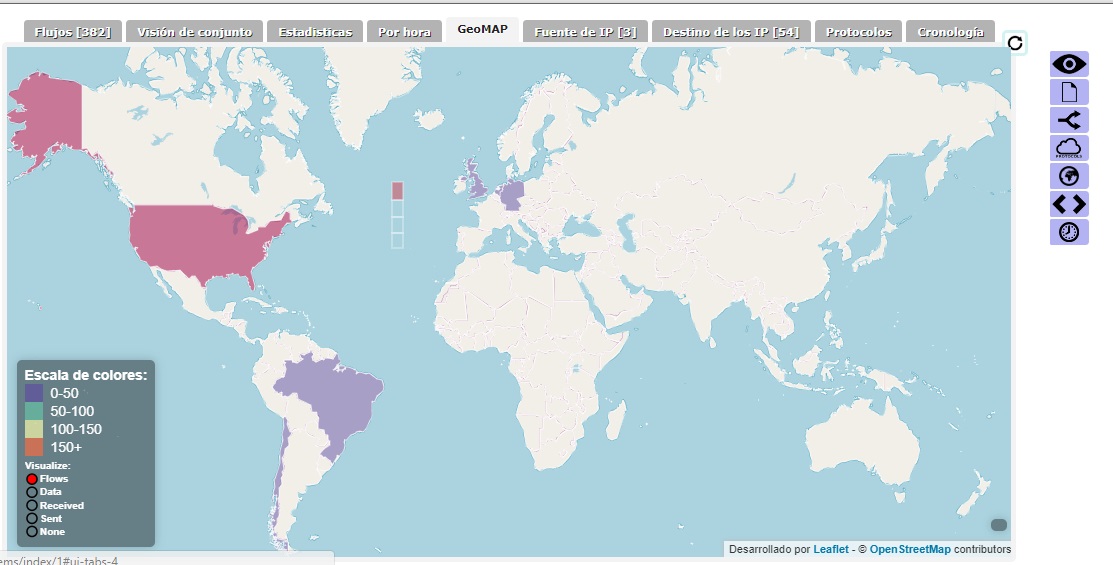 Flujos [382] Visión de conjunto Estadisticas Por hora GeoMAP Fuente de IP [3] Destino de los IP [54] Protocolos Cronología
PROTOCOLS
Escala de colores:
0-50
50-100
100-150
150+
Visualize:
Flows
Data
Received
Sent
None
Desarrollado por Leaflet - © OpenStreetMap contributors
ems/index/1#ui-tabs-4